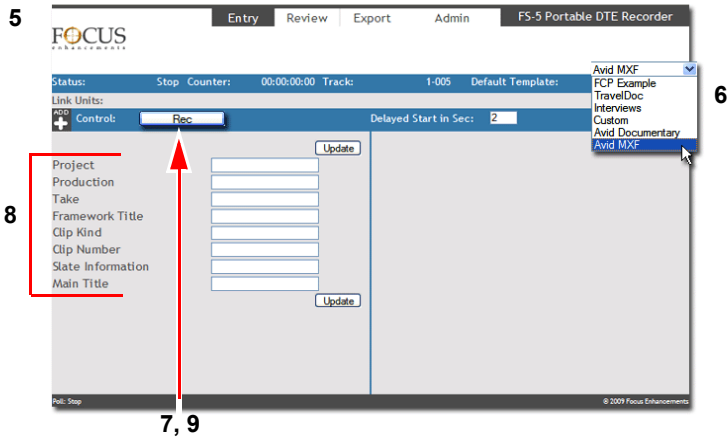 5
Entry Review Export Admin FS-5 Portable DTE Recorder
FOCUS
enhancements
Avid MXF
Status: Stop Counter: 00:00:00:00 Track: 1-005 Default Template:
FCP Example
TravelDoc
Interviews
Custom
Avid Documentary
Avid MXF
6
Link Units:
ADD
Control: Rec Delayed Start in Sec: 2
Update
8
Project
Production
Take
Framework Title
Clip Kind
Clip Number
Slate Information
Main Title
Update
Poll: Stop © 2009 Focus Enhancements
7, 9